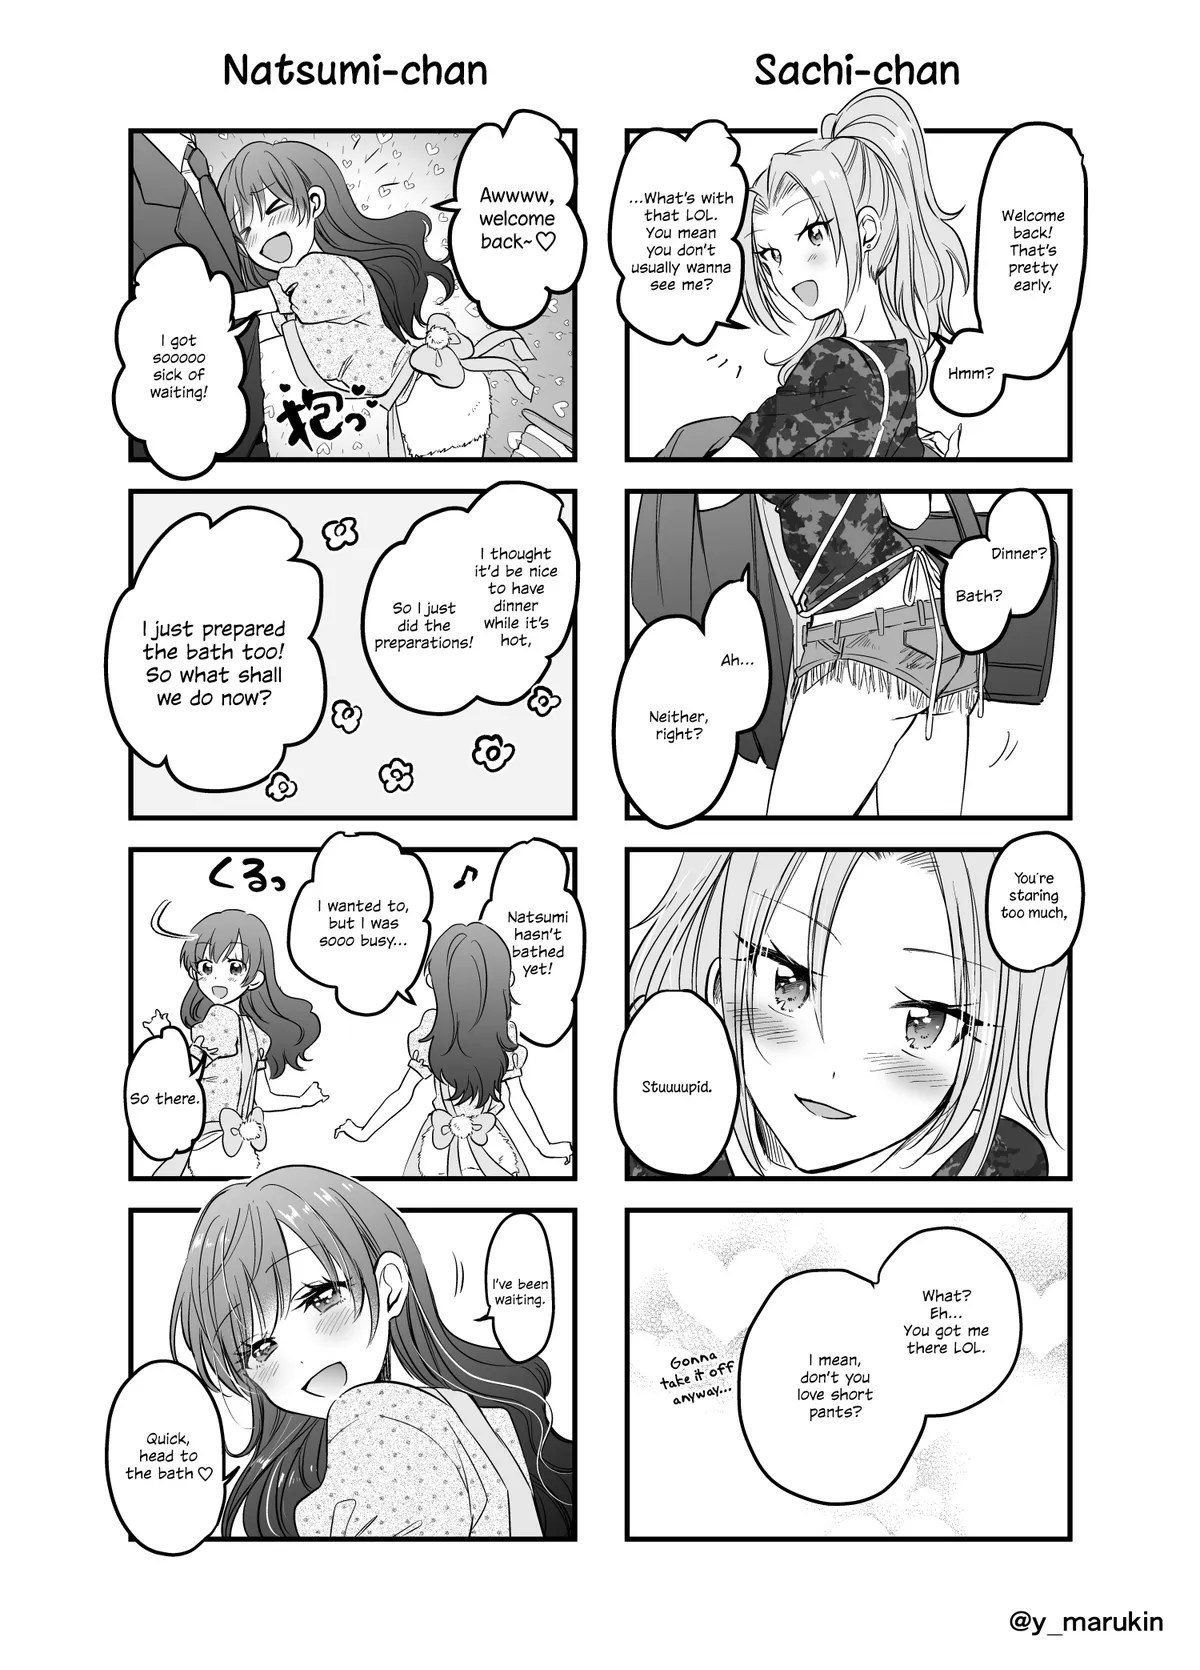 Sachi-chan
Welcome
back!
That's
pretty
early.
Hmm?
...What's with
that LOL.
You mean
you don't
usually wanna
see me?
Dinner?
Bath?
Ah...
Neither,
right?
You're
staring
too much,
Stuuuupid.
What?
Eh...
You got me
there LOL.
I mean,
don't you
love short
pants?
Gonna
take it off
anyway...
Natsumi-chan
Awwww,
welcome
back~♡
I got
sooooo
sick of
waiting!
抱っ
I thought
it'd be nice
to have
dinner
while it's
hot,
So I just
did the
preparations!
I just prepared
the bath too!
So what shall
we do now?
Natsumi
hasn't
bathed
yet!
♪
I wanted to,
but I was
sooo busy...
くるっ
So there.
I've been
waiting.
Quick,
head to
the bath♡
@y_marukin